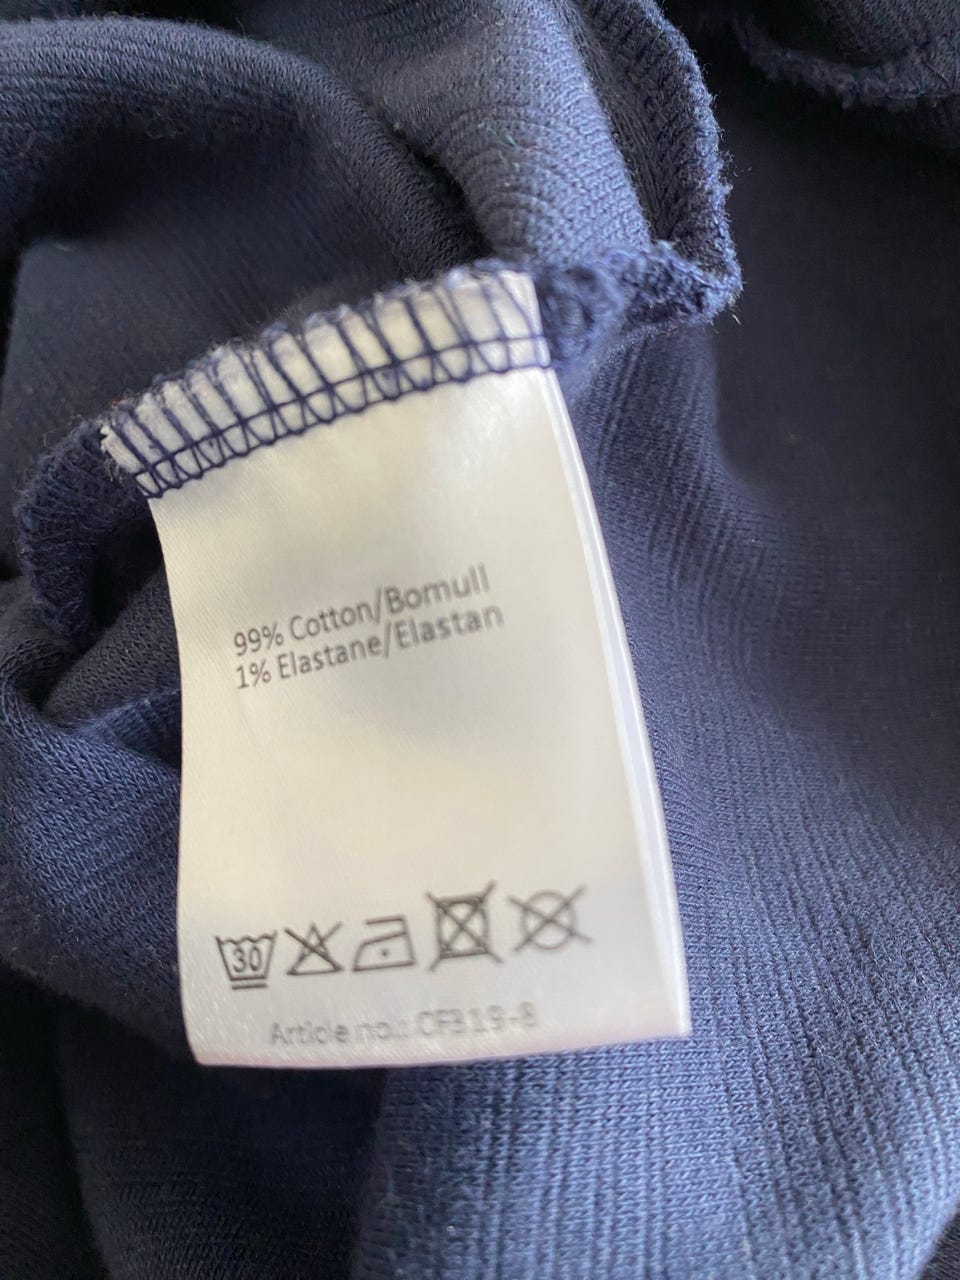 99% Cotton/Bomull
1% Elastane/Elastan
30
Article no.: CF319-8